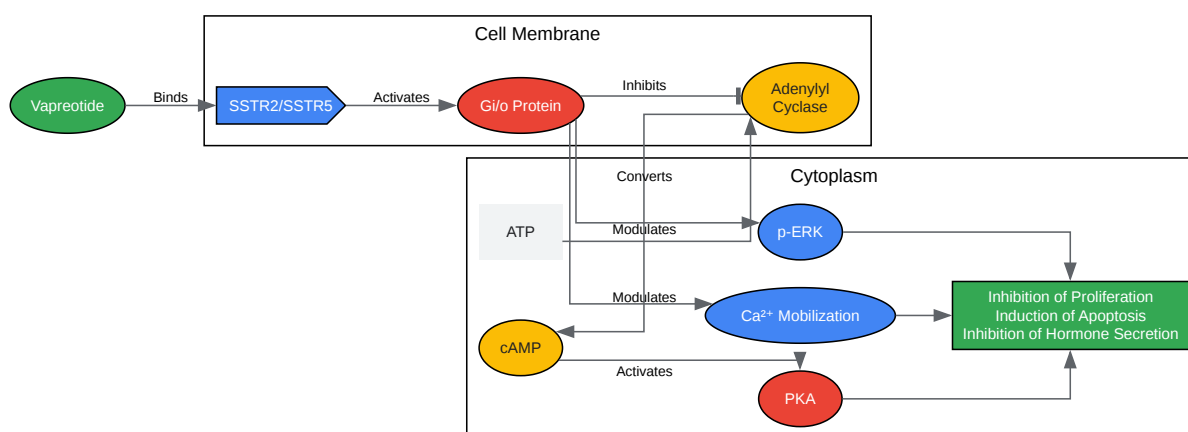 Cell Membrane
Vapreotide
Binds
SSTR2/SSTR5
Activates
Gi/o Protein
Inhibits
Adenylyl
Cyclase
Cytoplasm
Converts
ATP
Modulates
p-ERK
Modulates
Ca²⁺ Mobilization
Inhibition of Proliferation
Induction of Apoptosis
Inhibition of Hormone Secretion
cAMP
Activates
PKA